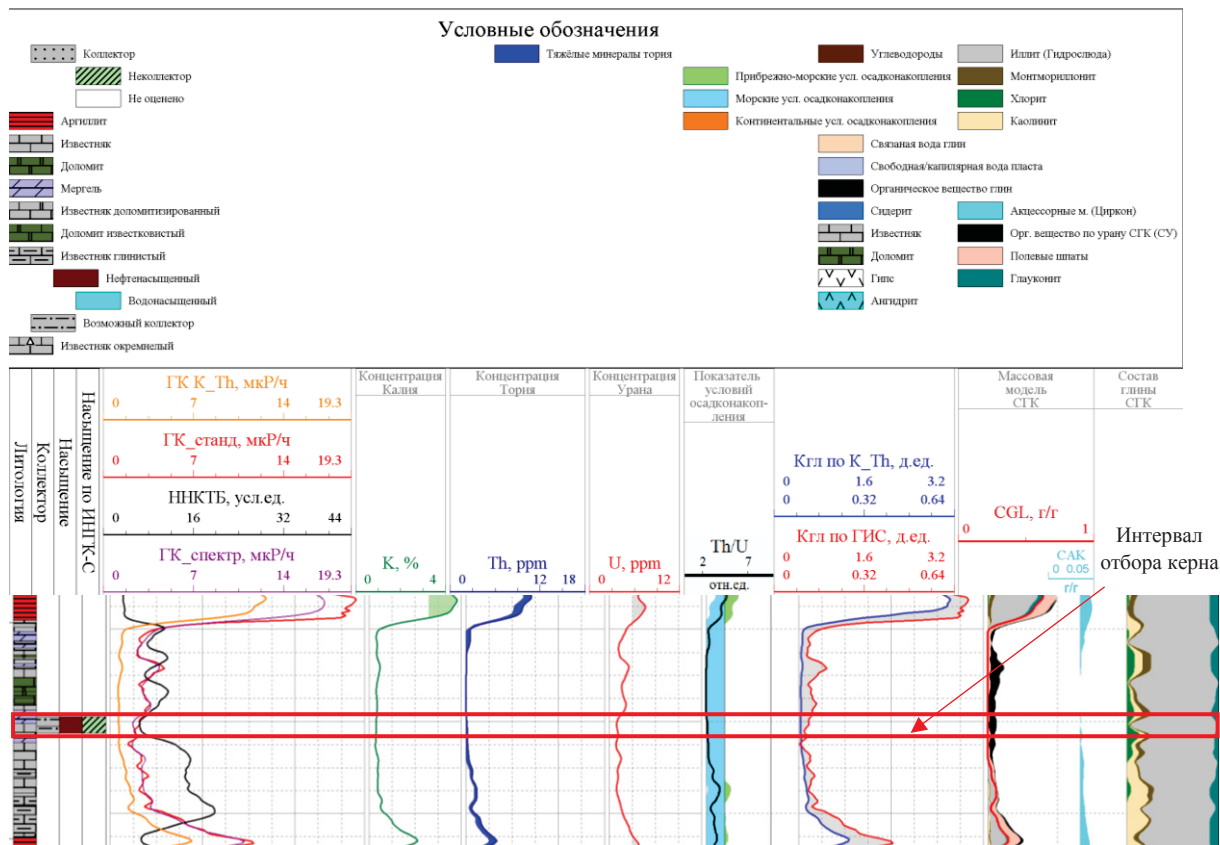 Условные обозначения
Коллектор
Неколлектор
Не оценено
Аргиллит
Известняк
Доломит
Мергель
Известняк доломитизированный
Доломит известковистый
Известняк глинистый
Нефтенасыщенный
Водонасыщенный
Возможный коллектор
Известняк окремнелый
Тяжёлые минералы тория
Прибрежно-морские усл. осадконакопления
Морские усл. осадконакопления
Континентальные усл. осадконакопления
Углеводороды
Связаная вода глин
Свободная/капилярная вода пласта
Органическое вещество глин
Сидерит
Известняк
Доломит
Гипс
Ангидрит
Иллит (Гидрослюда)
Монтмориллонит
Хлорит
Каолинит
Акцессорные м. (Циркон)
Орг. вещество по урану СГК (СУ)
Полевые шпаты
Глауконит
Литология
Коллектор
Насыщение
Насыщение по ИНГК-С
ГК К_Th, мкР/ч
0 7 14 19.3
ГК_станд, мкР/ч
0 7 14 19.3
ННКТБ, усл.ед.
0 16 32 44
ГК_спектр, мкР/ч
0 7 14 19.3
Концентрация
Калия
K, %
0 4
Концентрация
Тория
Th, ppm
0 12 18
Концентрация
Урана
U, ppm
0 12
Показатель
условий
осадконакоп-
ления
Th/U
2 7
отн.ед.
Кгл по К_Th, д.ед.
0 1.6 3.2
0 0.32 0.64
Кгл по ГИС, д.ед.
0 1.6 3.2
0 0.32 0.64
Массовая
модель
СГК
CGL, г/г
0 1
САК
0 0.05
г/г
Состав
глины
СГК
Интервал
отбора керна